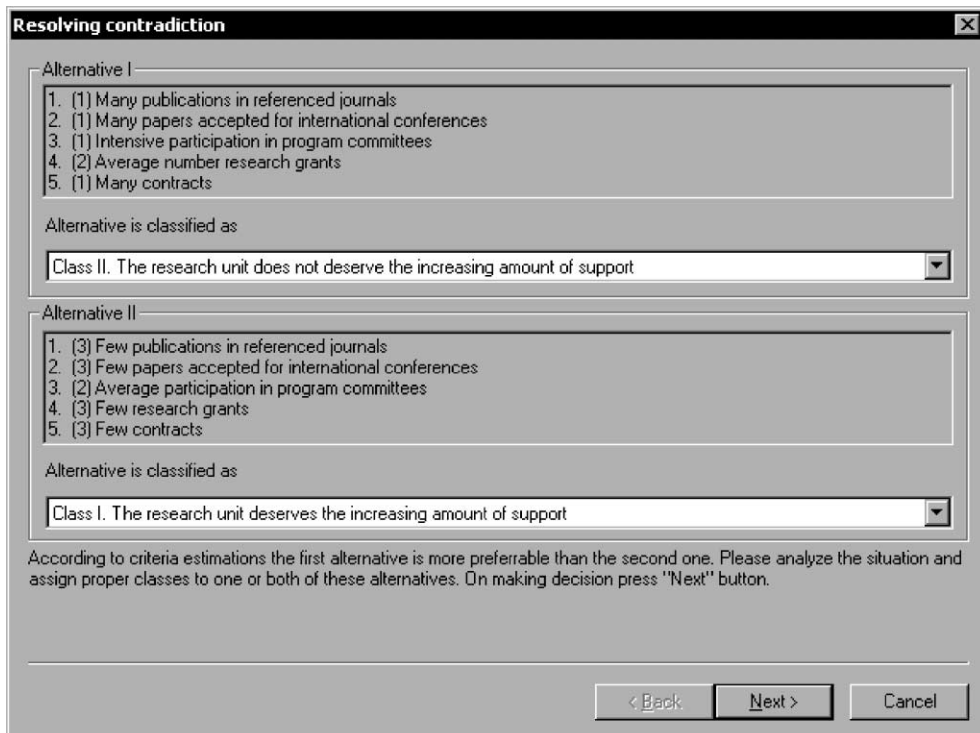 Resolving contradiction
Alternative I
1. (1) Many publications in referenced journals
2. (1) Many papers accepted for international conferences
3. (1) Intensive participation in program committees
4. (2) Average number research grants
5. (1) Many contracts
Alternative is classified as
Class II. The research unit does not deserve the increasing amount of support
Alternative II
1. (3) Few publications in referenced journals
2. (3) Few papers accepted for international conferences
3. (2) Average participation in program committees
4. (3) Few research grants
5. (3) Few contracts
Alternative is classified as
Class I. The research unit deserves the increasing amount of support
According to criteria estimations the first alternative is more preferrable than the second one. Please analyze the situation and
assign proper classes to one or both of these alternatives. On making decision press "Next" button.
< Back Next > Cancel